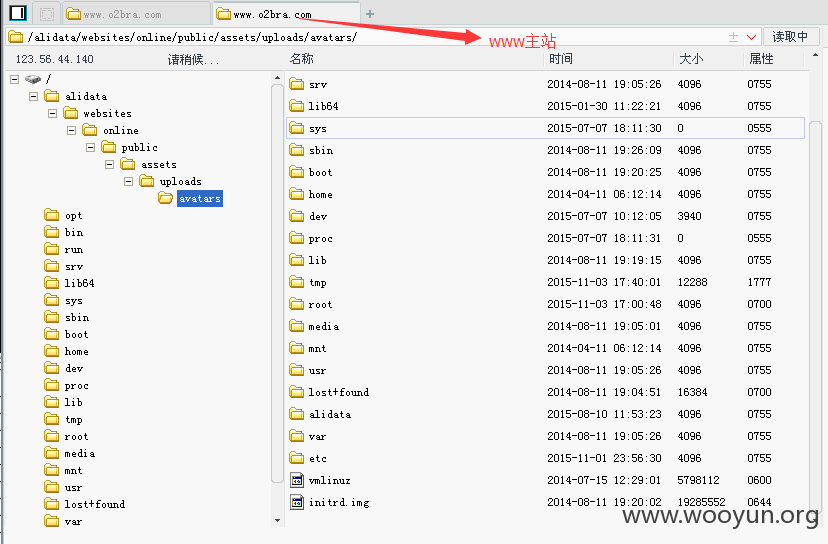 www.o2bra.com
www.o2bra.com
/alidata/websites/online/public/assets/uploads/avatars/
读取中
www主站
123.56.44.140 请稍候...
名称 时间 大小 属性
/
alidata
websites
online
public
assets
uploads
avatars
opt
bin
run
srv
lib64
sys
sbin
boot
home
dev
proc
lib
tmp
root
media
mnt
usr
lost+found
var
srv 2014-08-11 19:05:26 4096 0755
lib64 2015-01-30 11:22:21 4096 0755
sys 2015-07-07 18:11:30 0 0555
sbin 2014-08-11 19:26:09 4096 0755
boot 2014-08-11 19:20:25 4096 0755
home 2014-04-11 06:12:14 4096 0755
dev 2015-07-07 10:12:05 3940 0755
proc 2015-07-07 18:11:31 0 0555
lib 2014-08-11 19:19:15 4096 0755
tmp 2015-11-03 17:40:01 12288 1777
root 2015-11-03 17:00:48 4096 0700
media 2014-08-11 19:05:01 4096 0755
mnt 2014-04-11 06:12:14 4096 0755
usr 2014-08-11 19:05:26 4096 0755
lost+found 2014-08-11 19:04:51 16384 0700
alidata 2015-08-10 11:53:23 4096 0755
var 2014-08-11 19:05:26 4096 0755
etc 2015-11-01 23:56:30 4096 0755
vmlinuz 2014-07-15 12:29:01 5798112 0600
initrd.img 2014-08-11 19:20:02 19285552 0644
www.wooyun.org